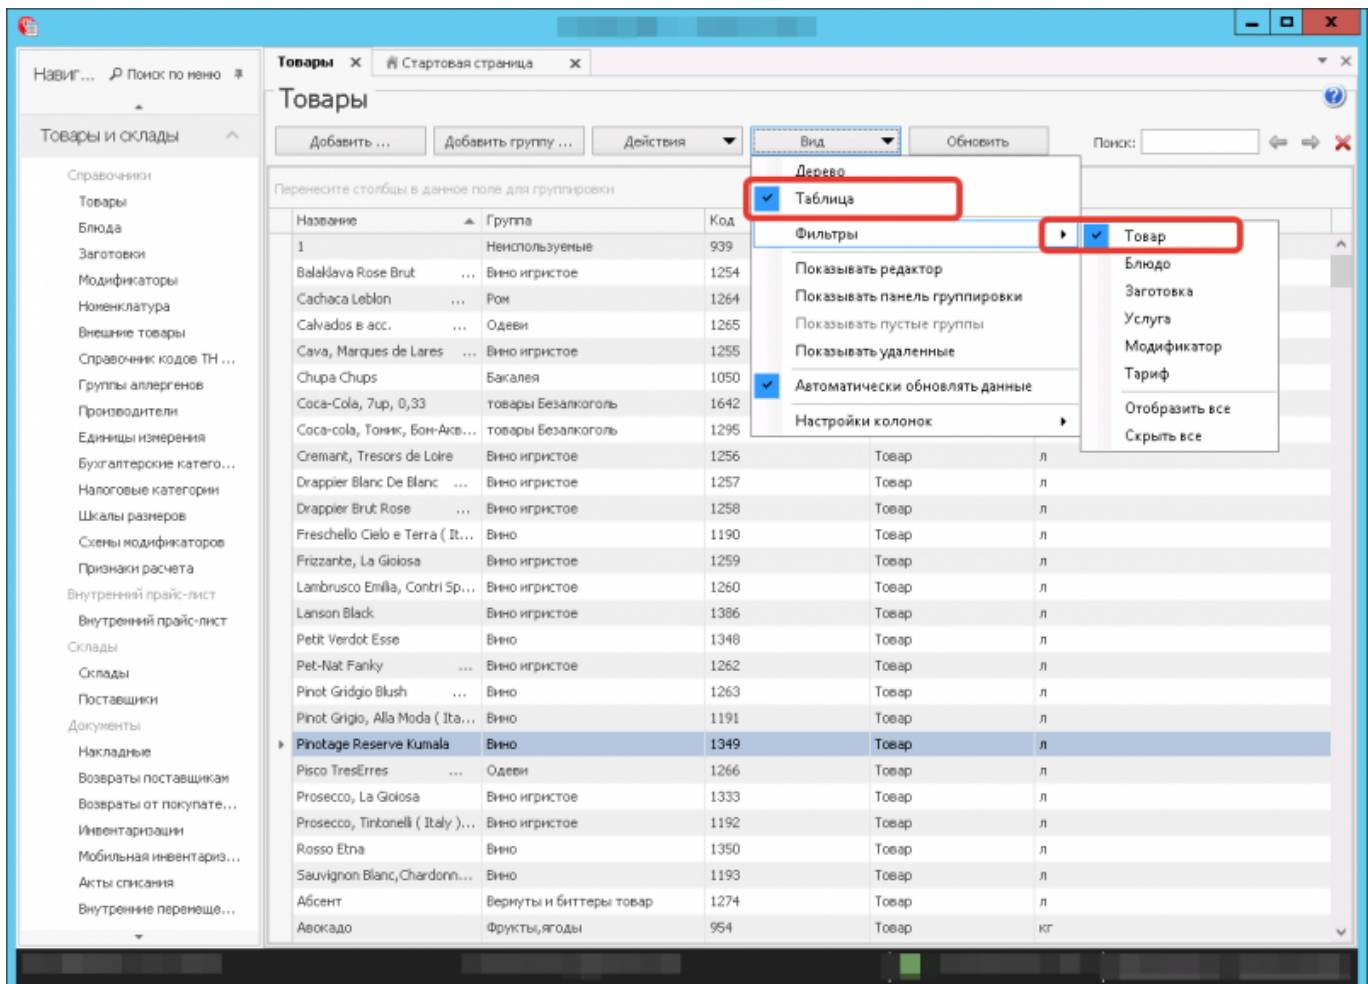 Навиг... Поиск по меню
Товары и склады
Справочники
Товары
Блюда
Заготовки
Модификаторы
Номенклатура
Внешние товары
Справочник кодов ТН ...
Группы аллергенов
Производители
Единицы измерения
Бухгалтерские катего...
Налоговые категории
Шкалы размеров
Схемы модификаторов
Признаки расчета
Внутренний прайс-лист
Внутренний прайс-лист
Склады
Склады
Поставщики
Документы
Накладные
Возвраты поставщикам
Возвраты от покупате...
Инвентаризации
Мобильная инвентариз...
Акты списания
Внутренние перемеще...
Товары Стартовая страница
Товары
Добавить ... Добавить группу ... Действия Вид Обновить Поиск:
Перенесите столбцы в данное поле для группировки
Название Группа Код
1 Неиспользуемые 939
Balaklava Rose Brut ... Вино игристое 1254
Cachaca Leblon ... Ром 1264
Calvados в асс. ... Одеви 1265
Cava, Marques de Lares ... Вино игристое 1255
Chupa Chups Бакалея 1050
Coca-Cola, 7up, 0,33 товары Безалкоголь 1642
Coca-cola, Тоник, Бон-Акв... товары Безалкоголь 1295
Cremant, Tresors de Loire Вино игристое 1256 Товар л
Drappier Blanc De Blanc ... Вино игристое 1257 Товар л
Drappier Brut Rose ... Вино игристое 1258 Товар л
Freschello Cielo e Terra ( It... Вино 1190 Товар л
Frizzante, La Gioiosa Вино игристое 1259 Товар л
Lambrusco Emilia, Contri Sp... Вино игристое 1260 Товар л
Lanson Black Вино игристое 1386 Товар л
Petit Verdot Esse Вино 1348 Товар л
Pet-Nat Fanky ... Вино игристое 1262 Товар л
Pinot Gridgio Blush ... Вино 1263 Товар л
Pinot Grigio, Alla Moda ( Ita... Вино 1191 Товар л
Pinotage Reserve Kumala Вино 1349 Товар л
Pisco TresErres ... Одеви 1266 Товар л
Prosecco, La Gioiosa Вино игристое 1333 Товар л
Prosecco, Tintonelli ( Italy )... Вино игристое 1192 Товар л
Rosso Etna Вино 1350 Товар л
Sauvignon Blanc,Chardonn... Вино 1193 Товар л
Абсент Вермуты и биттеры товар 1274 Товар л
Авокадо Фрукты,ягоды 954 Товар кг
Дерево
Таблица
Фильтры
Показывать редактор
Показывать панель группировки
Показывать пустые группы
Показывать удаленные
Автоматически обновлять данные
Настройки колонок
Товар
Блюдо
Заготовка
Услуга
Модификатор
Тариф
Отобразить все
Скрыть все